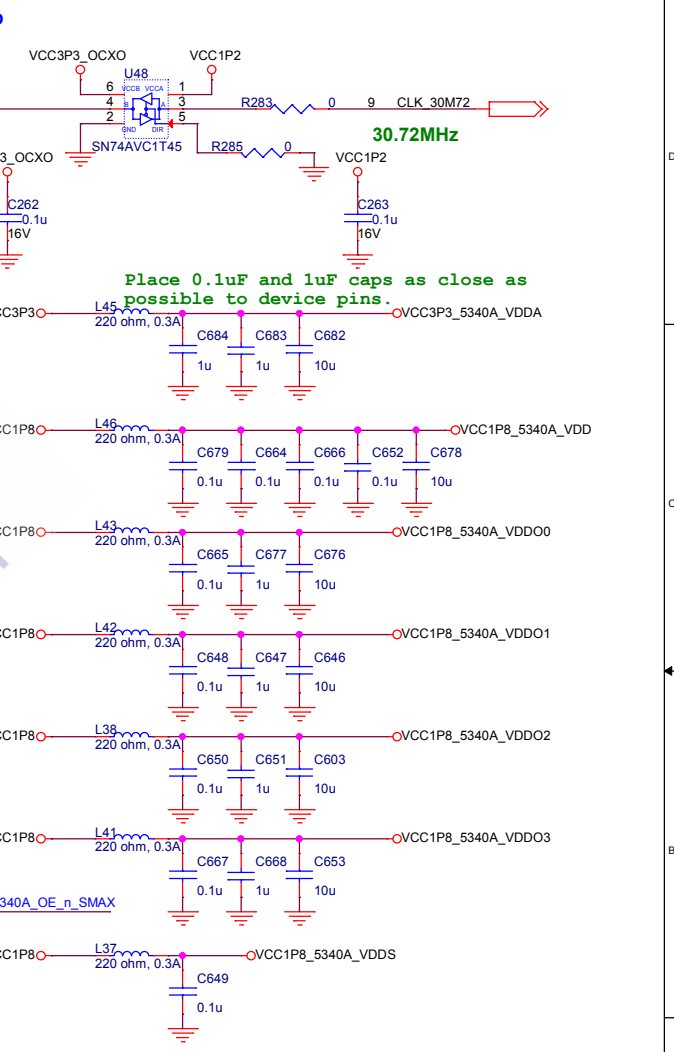 VCC3P3_OCXO
VCC1P2
U48
6
VCCB VCCA
1
4
B
A
3
R283
0
9
CLK_30M72
2
GND
DIR
5
SN74AVC1T45
R285
0
30.72MHz
3_OCXO
VCC1P2
C262
0.1u
16V
C263
0.1u
16V
Place 0.1uF and 1uF caps as close as
possible to device pins.
CC3P3
L45
220 ohm, 0.3A
VCC3P3_5340A_VDDA
C684
C683
C682
1u
1u
10u
CC1P8
L46
220 ohm, 0.3A
VCC1P8_5340A_VDD
C679
C664
C666
C652
C678
0.1u
0.1u
0.1u
0.1u
10u
CC1P8
L43
220 ohm, 0.3A
VCC1P8_5340A_VDDO0
C665
C677
C676
0.1u
1u
10u
CC1P8
L42
220 ohm, 0.3A
VCC1P8_5340A_VDDO1
C648
C647
C646
0.1u
1u
10u
CC1P8
L38
220 ohm, 0.3A
VCC1P8_5340A_VDDO2
C650
C651
C603
0.1u
1u
10u
CC1P8
L41
220 ohm, 0.3A
VCC1P8_5340A_VDDO3
C667
C668
C653
0.1u
1u
10u
340A_OE_n_SMAX
CC1P8
L37
220 ohm, 0.3A
VCC1P8_5340A_VDDS
C649
0.1u
D
C
B